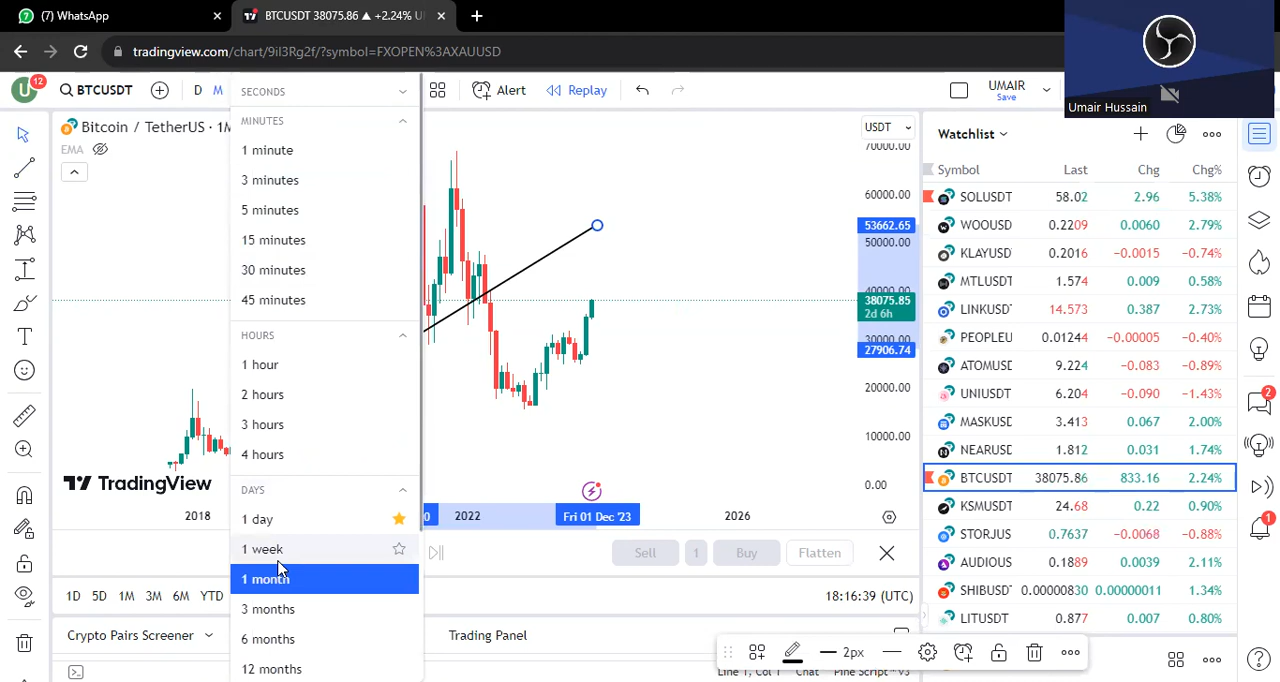 (7) WhatsApp
BTCUSDT 38075.86 ▲ +2.24% U
tradingview.com/chart/9il3Rg2f/?symbol=FXOPEN%3AXAUUSD
Umair Hussain
U 12
BTCUSDT
D M
Alert
Replay
UMAIR
Save
Bitcoin / TetherUS · 1M
EMA
SECONDS
MINUTES
1 minute
3 minutes
5 minutes
15 minutes
30 minutes
45 minutes
HOURS
1 hour
2 hours
3 hours
4 hours
DAYS
1 day
1 week
1 month
3 months
6 months
12 months
USDT
70000.00
60000.00
53662.65
50000.00
40000.00
38075.85
2d 6h
30000.00
27906.74
20000.00
10000.00
0.00
TradingView
2018
0
2022
Fri 01 Dec '23
2026
Sell
1
Buy
Flatten
1D 5D 1M 3M 6M YTD
18:16:39 (UTC)
Crypto Pairs Screener
Trading Panel
2px
Line 1, Col 1 Chat Pine Script™ v5
Watchlist
Symbol Last Chg Chg%
SOLUSDT 58.02 2.96 5.38%
WOOUSD 0.2209 0.0060 2.79%
KLAYUSD 0.2016 −0.0015 −0.74%
MTLUSDT 1.574 0.009 0.58%
LINKUSDT 14.573 0.387 2.73%
PEOPLEU 0.01244 −0.00005 −0.40%
ATOMUSD 9.224 −0.083 −0.89%
UNIUSDT 6.204 −0.090 −1.43%
MASKUSD 3.413 0.067 2.00%
NEARUSD 1.812 0.031 1.74%
BTCUSDT 38075.86 833.16 2.24%
KSMUSDT 24.68 0.22 0.90%
STORJUS 0.7637 −0.0068 −0.88%
AUDIOUS 0.1889 0.0039 2.11%
SHIBUSD 0.00000830 0.00000011 1.34%
LITUSDT 0.877 0.007 0.80%
2
1